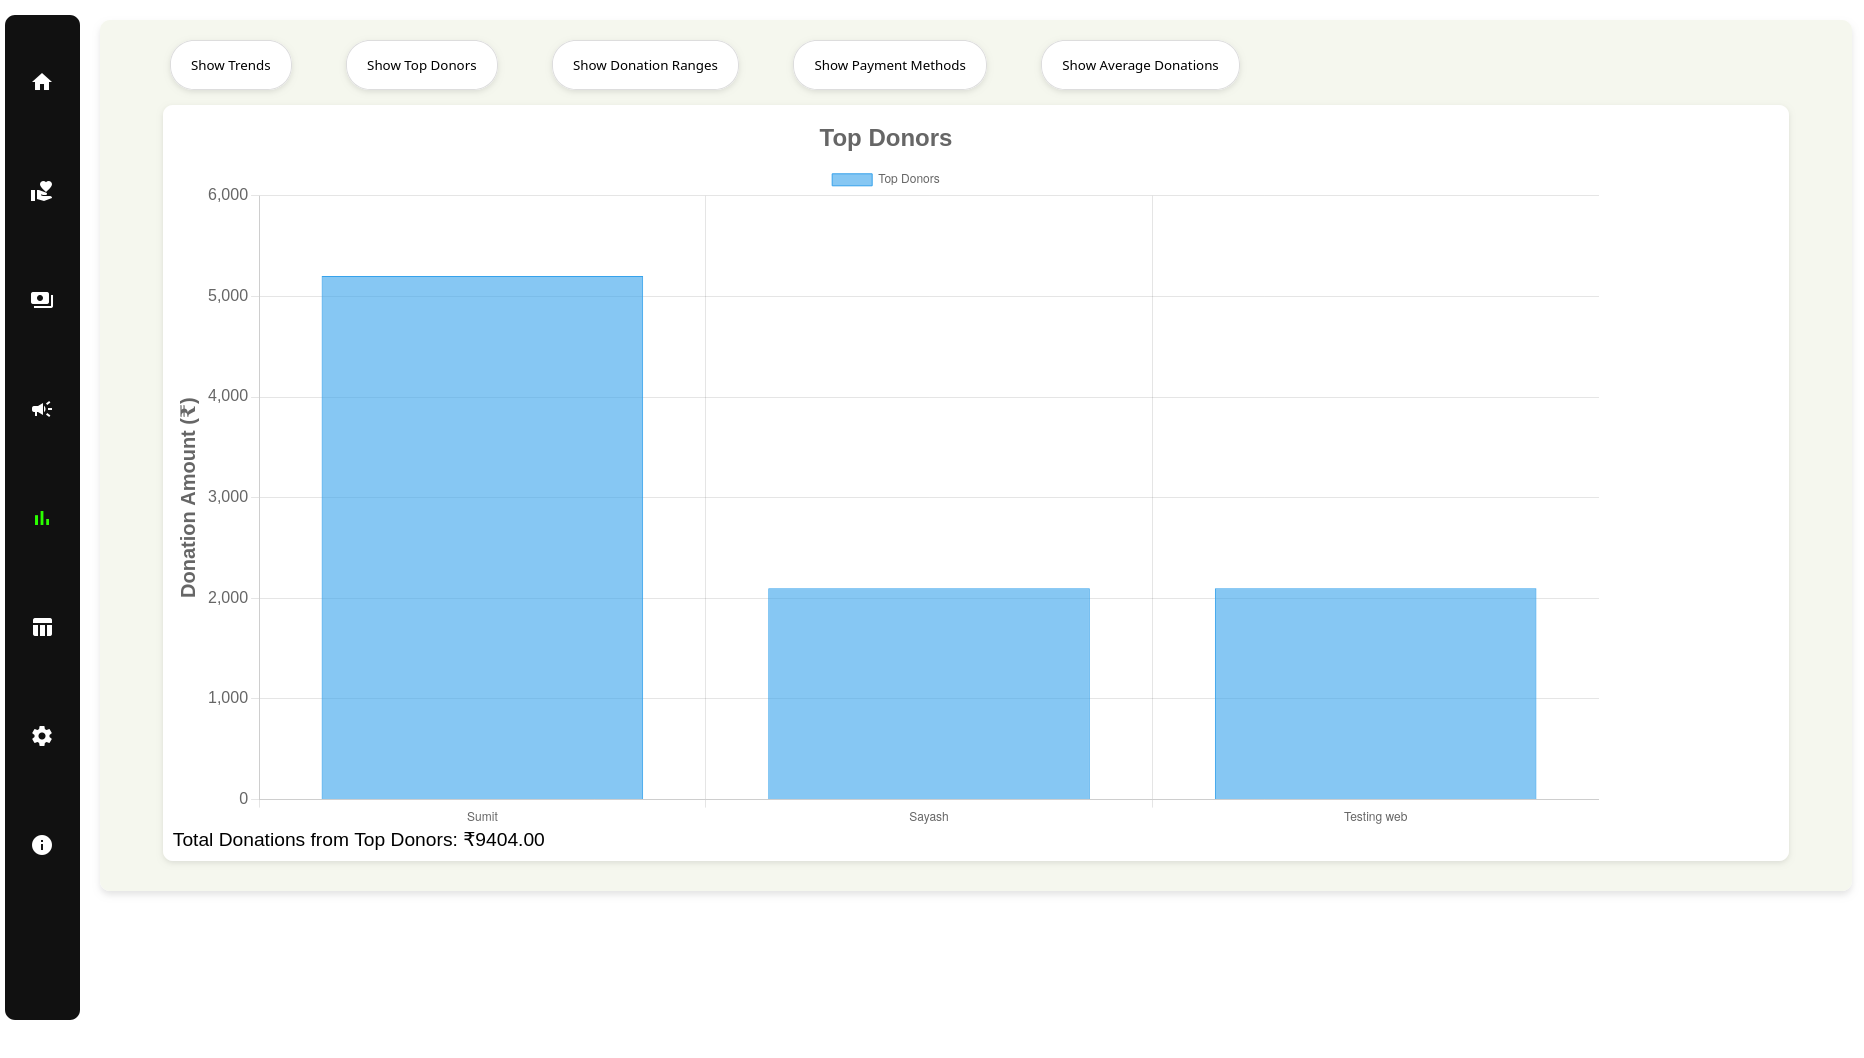 Show Trends
Show Top Donors
Show Donation Ranges
Show Payment Methods
Show Average Donations
Top Donors
Top Donors
Donation Amount (₹)
6,000
5,000
4,000
3,000
2,000
1,000
0
Sumit
Sayash
Testing web
Total Donations from Top Donors: ₹9404.00